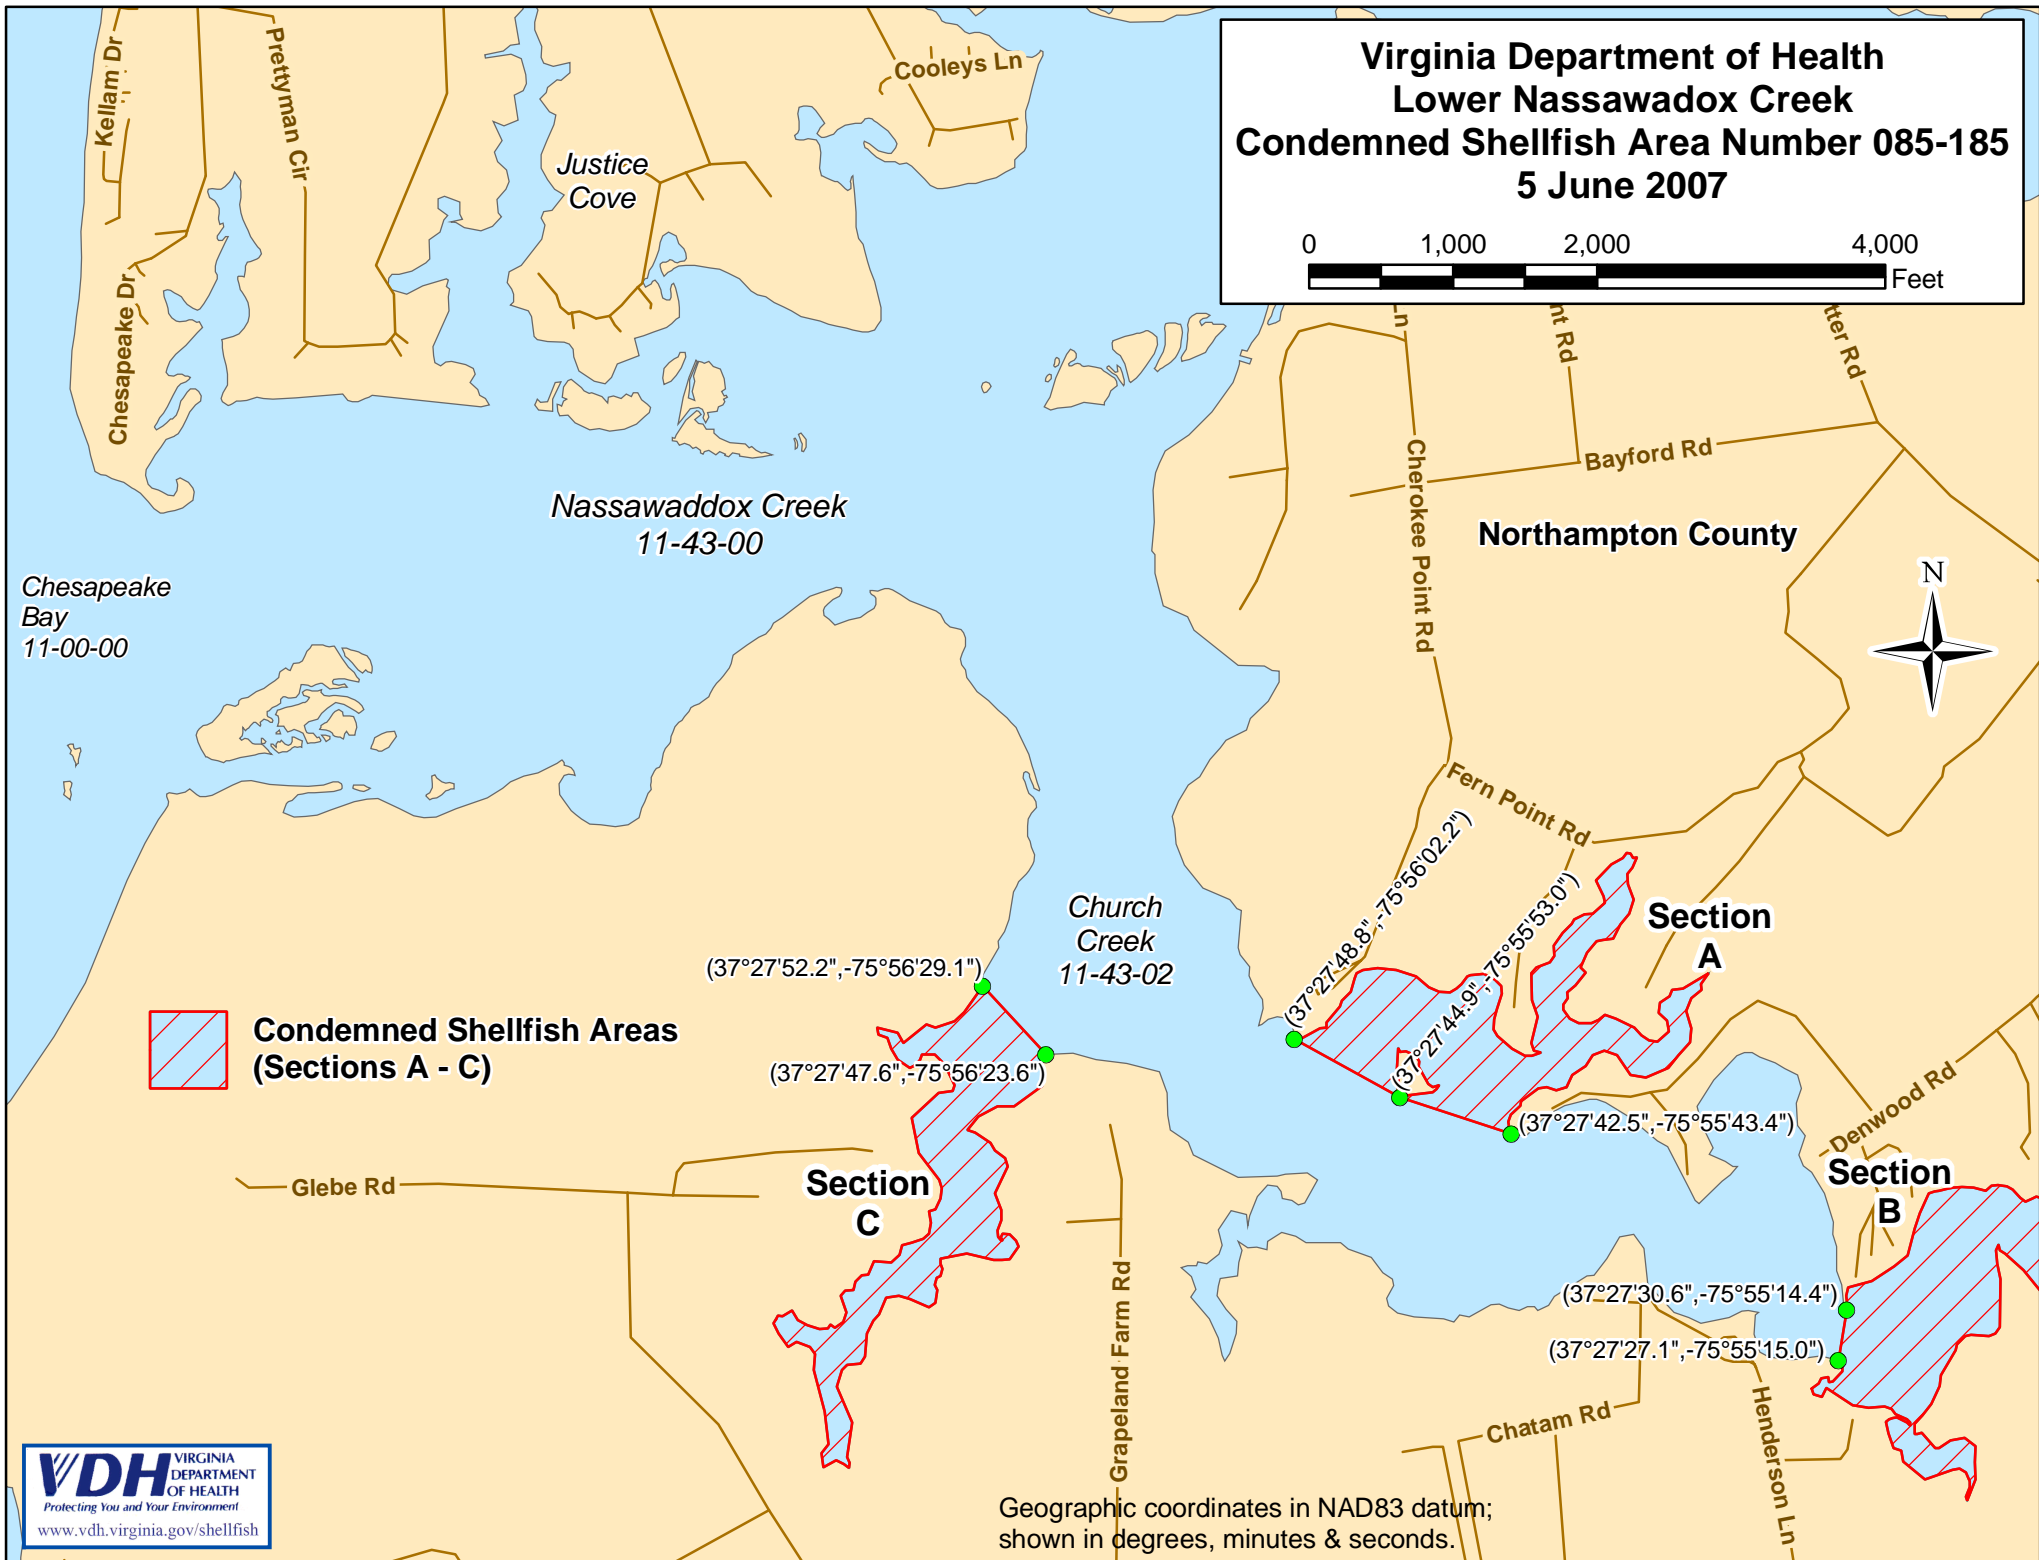 Virginia Department of Health
Lower Nassawadox Creek
Condemned Shellfish Area Number 085-185
5 June 2007
0 1,000 2,000 4,000
Feet
Kellam Dr
Prettyman Cir
Cooleys Ln
Justice
Cove
Chesapeake Dr
Ln
nt Rd
tter Rd
Cherokee Point Rd
Bayford Rd
Nassawaddox Creek
11-43-00
Northampton County
Chesapeake
Bay
11-00-00
N
Fern Point Rd
(37°27'48.8",-75°56'02.2")
(37°27'44.9",-75°55'53.0")
Section
A
Church
Creek
11-43-02
(37°27'52.2",-75°56'29.1")
(37°27'47.6",-75°56'23.6")
Condemned Shellfish Areas
(Sections A - C)
(37°27'42.5",-75°55'43.4")
Denwood Rd
Section
B
Glebe Rd
Section
C
Grapeland Farm Rd
(37°27'30.6",-75°55'14.4")
(37°27'27.1",-75°55'15.0")
Chatam Rd
Henderson Ln
VDH VIRGINIA
DEPARTMENT
OF HEALTH
Protecting You and Your Environment
www.vdh.virginia.gov/shellfish
Geographic coordinates in NAD83 datum;
shown in degrees, minutes & seconds.